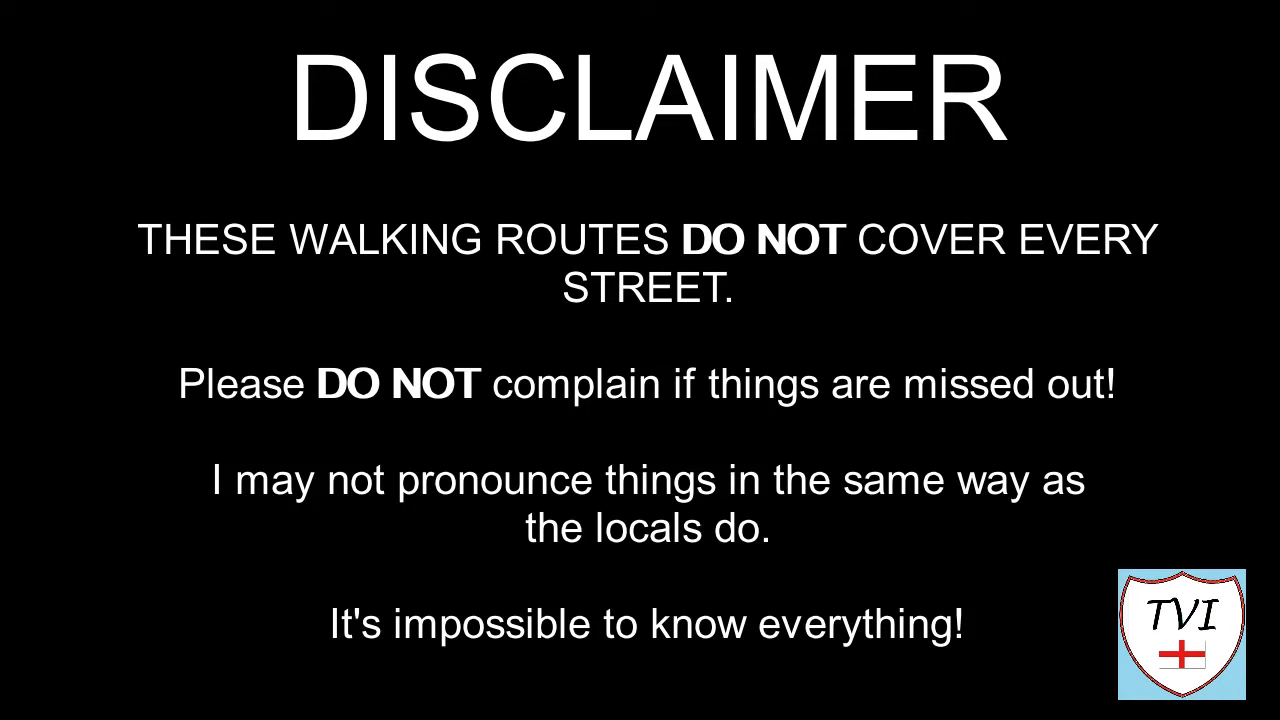 DISCLAIMER
THESE WALKING ROUTES DO NOT COVER EVERY
STREET.
Please DO NOT complain if things are missed out!
I may not pronounce things in the same way as
the locals do.
It's impossible to know everything!
TVI